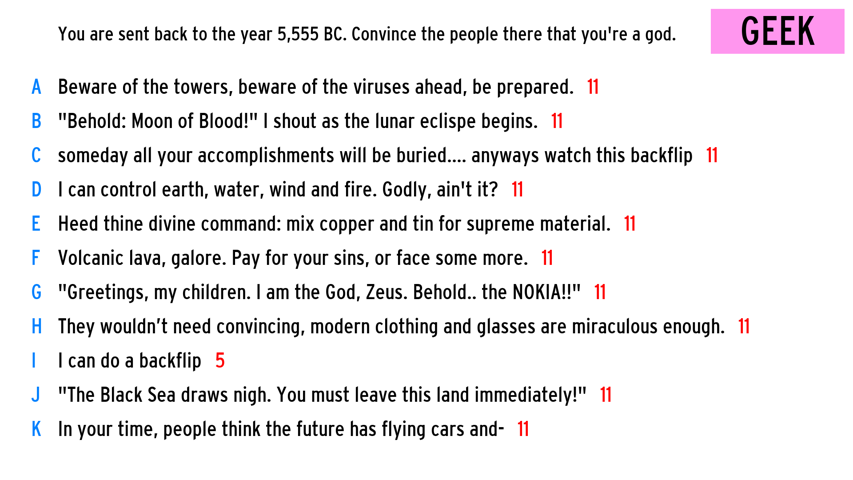 You are sent back to the year 5,555 BC. Convince the people there that you're a god.
GEEK
A Beware of the towers, beware of the viruses ahead, be prepared. 11
B "Behold: Moon of Blood!" I shout as the lunar eclispe begins. 11
C someday all your accomplishments will be buried.... anyways watch this backflip 11
D I can control earth, water, wind and fire. Godly, ain't it? 11
E Heed thine divine command: mix copper and tin for supreme material. 11
F Volcanic lava, galore. Pay for your sins, or face some more. 11
G "Greetings, my children. I am the God, Zeus. Behold.. the NOKIA!!" 11
H They wouldn’t need convincing, modern clothing and glasses are miraculous enough. 11
I I can do a backflip 5
J "The Black Sea draws nigh. You must leave this land immediately!" 11
K In your time, people think the future has flying cars and- 11